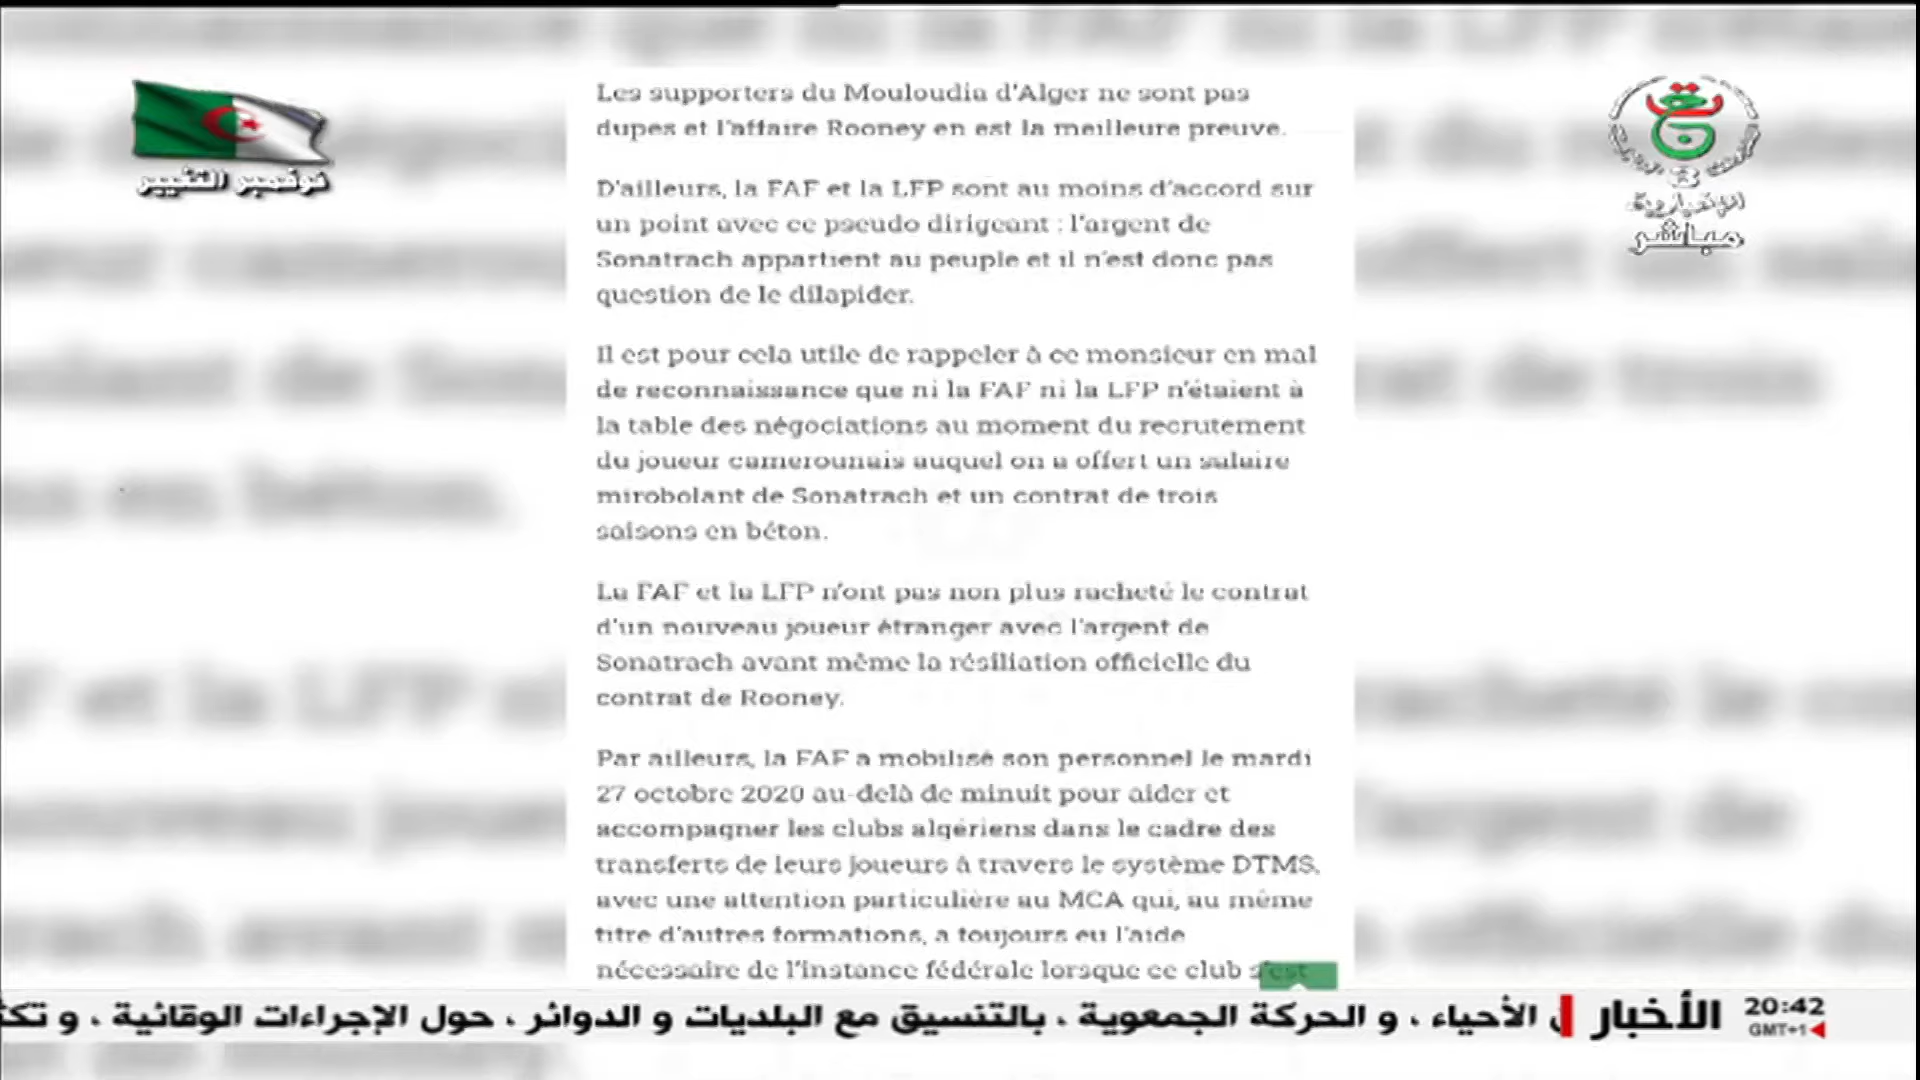 Les supporters du Mouloudia d'Alger ne sont pas
dupes et l'affaire Rooney en est la meilleure preuve.
D'ailleurs, la FAF et la LFP sont au moins d'accord sur
un point avec ce pseudo dirigeant : l'argent de
Sonatrach appartient au peuple et il n'est donc pas
question de le dilapider.
Il est pour cela utile de rappeler à ce monsieur en mal
de reconnaissance que ni la FAF ni la LFP n'étaient à
la table des négociations au moment du recrutement
du joueur camerounais auquel on a offert un salaire
mirobolant de Sonatrach et un contrat de trois
saisons en béton.
La FAF et la LFP n'ont pas non plus racheté le contrat
d'un nouveau joueur étranger avec l'argent de
Sonatrach avant même la résiliation officielle du
contrat de Rooney.
Par ailleurs, la FAF a mobilisé son personnel le mardi
27 octobre 2020 au-delà de minuit pour aider et
accompagner les clubs algériens dans le cadre des
transferts de leurs joueurs à travers le système DTMS,
avec une attention particulière au MCA qui, au même
titre d'autres formations, a toujours eu l'aide
nécessaire de l'instance fédérale lorsque ce club s'est
نوفمبر التغيير
الإخبارية
مباشر
الأحياء ، و الحركة الجمعوية ، بالتنسيق مع البلديات و الدوائر ، حول الإجراءات الوقائية ، و
الأخبار
20:42
GMT+1